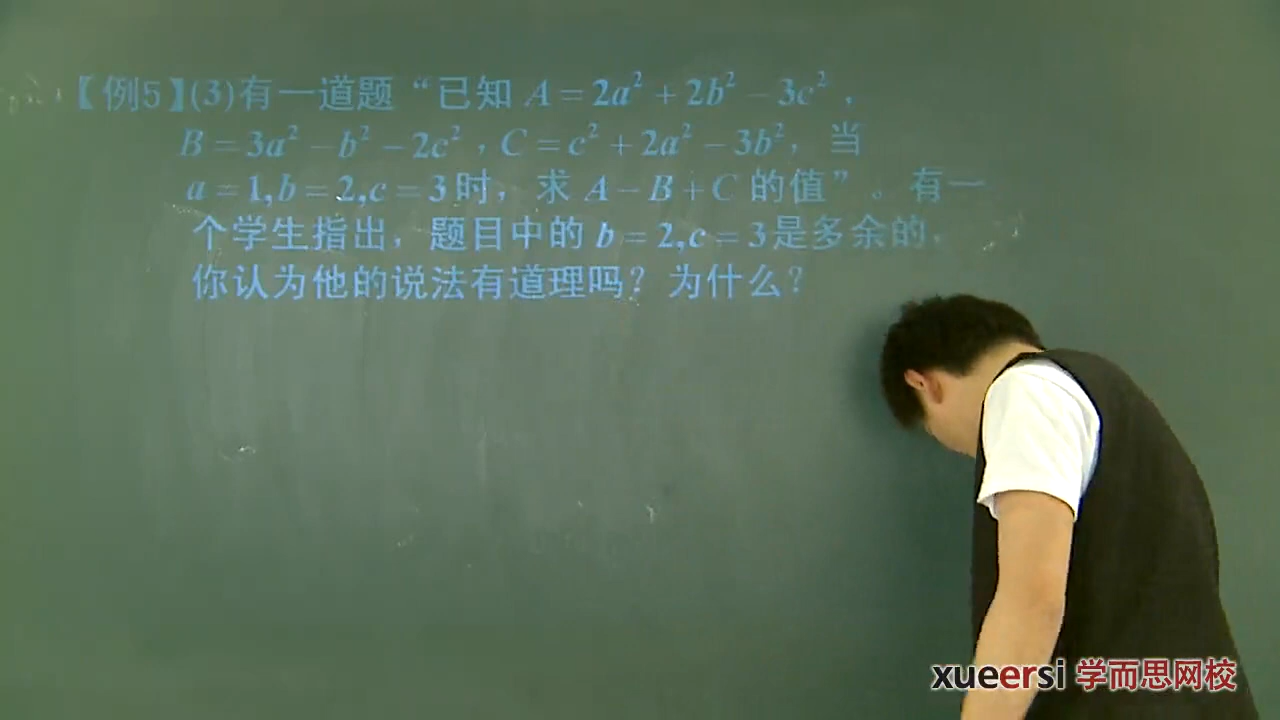 【例5】(3)有一道题“已知 A = 2a² + 2b² − 3c²，
B = 3a² − b² − 2c²，C = c² + 2a² − 3b²，当
a = 1,b = 2,c = 3时，求 A − B + C 的值”。有一
个学生指出，题目中的 b = 2,c = 3是多余的，
你认为他的说法有道理吗？为什么？
xueersi 学而思网校